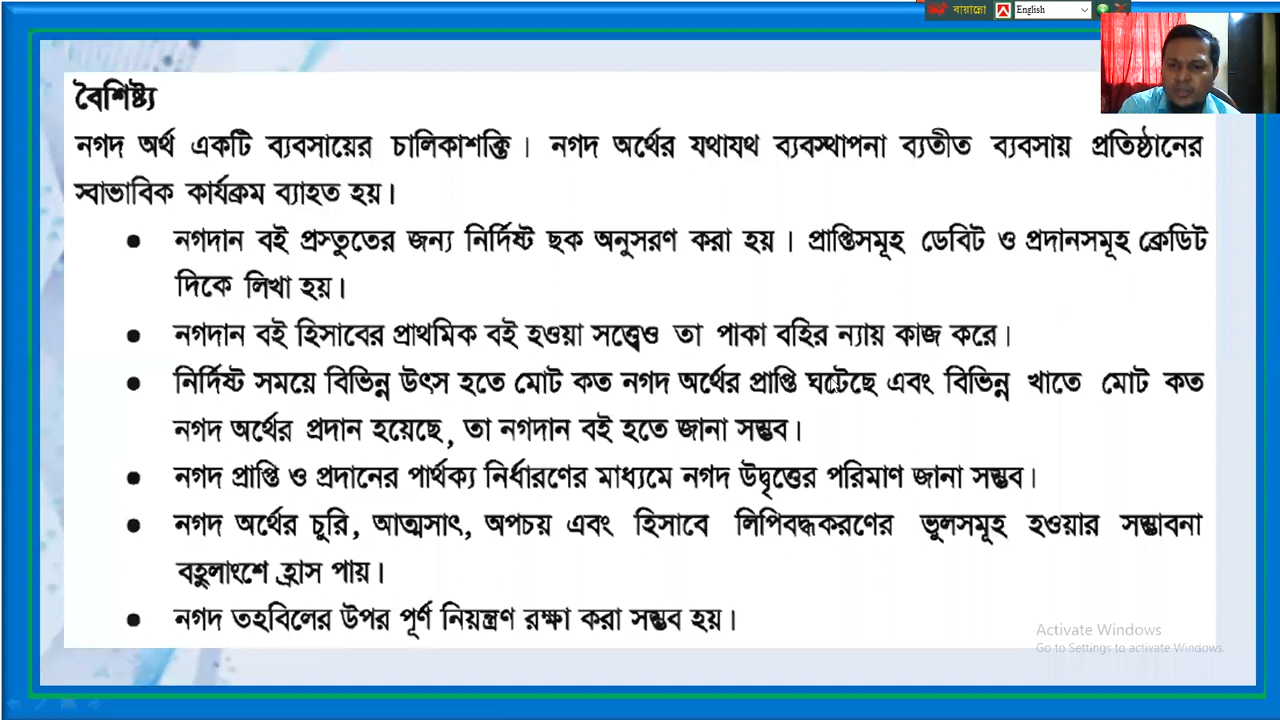 বায়ান্নো
English
বৈশিষ্ট্য
নগদ অর্থ একটি ব্যবসায়ের চালিকাশক্তি। নগদ অর্থের যথাযথ ব্যবস্থাপনা ব্যতীত ব্যবসায় প্রতিষ্ঠানের
স্বাভাবিক কার্যক্রম ব্যাহত হয়।
• নগদান বই প্রস্তুতের জন্য নির্দিষ্ট ছক অনুসরণ করা হয়। প্রাপ্তিসমূহ ডেবিট ও প্রদানসমূহ ক্রেডিট
দিকে লিখা হয়।
• নগদান বই হিসাবের প্রাথমিক বই হওয়া সত্ত্বেও তা পাকা বহির ন্যায় কাজ করে।
• নির্দিষ্ট সময়ে বিভিন্ন উৎস হতে মোট কত নগদ অর্থের প্রাপ্তি ঘটেছে এবং বিভিন্ন খাতে মোট কত
নগদ অর্থের প্রদান হয়েছে, তা নগদান বই হতে জানা সম্ভব।
• নগদ প্রাপ্তি ও প্রদানের পার্থক্য নির্ধারণের মাধ্যমে নগদ উদ্বৃত্তের পরিমাণ জানা সম্ভব।
• নগদ অর্থের চুরি, আত্মসাৎ, অপচয় এবং হিসাবে লিপিবদ্ধকরণের ভুলসমূহ হওয়ার সম্ভাবনা
বহুলাংশে হ্রাস পায়।
• নগদ তহবিলের উপর পূর্ণ নিয়ন্ত্রণ রক্ষা করা সম্ভব হয়।
Activate Windows
Go to Settings to activate Windows.